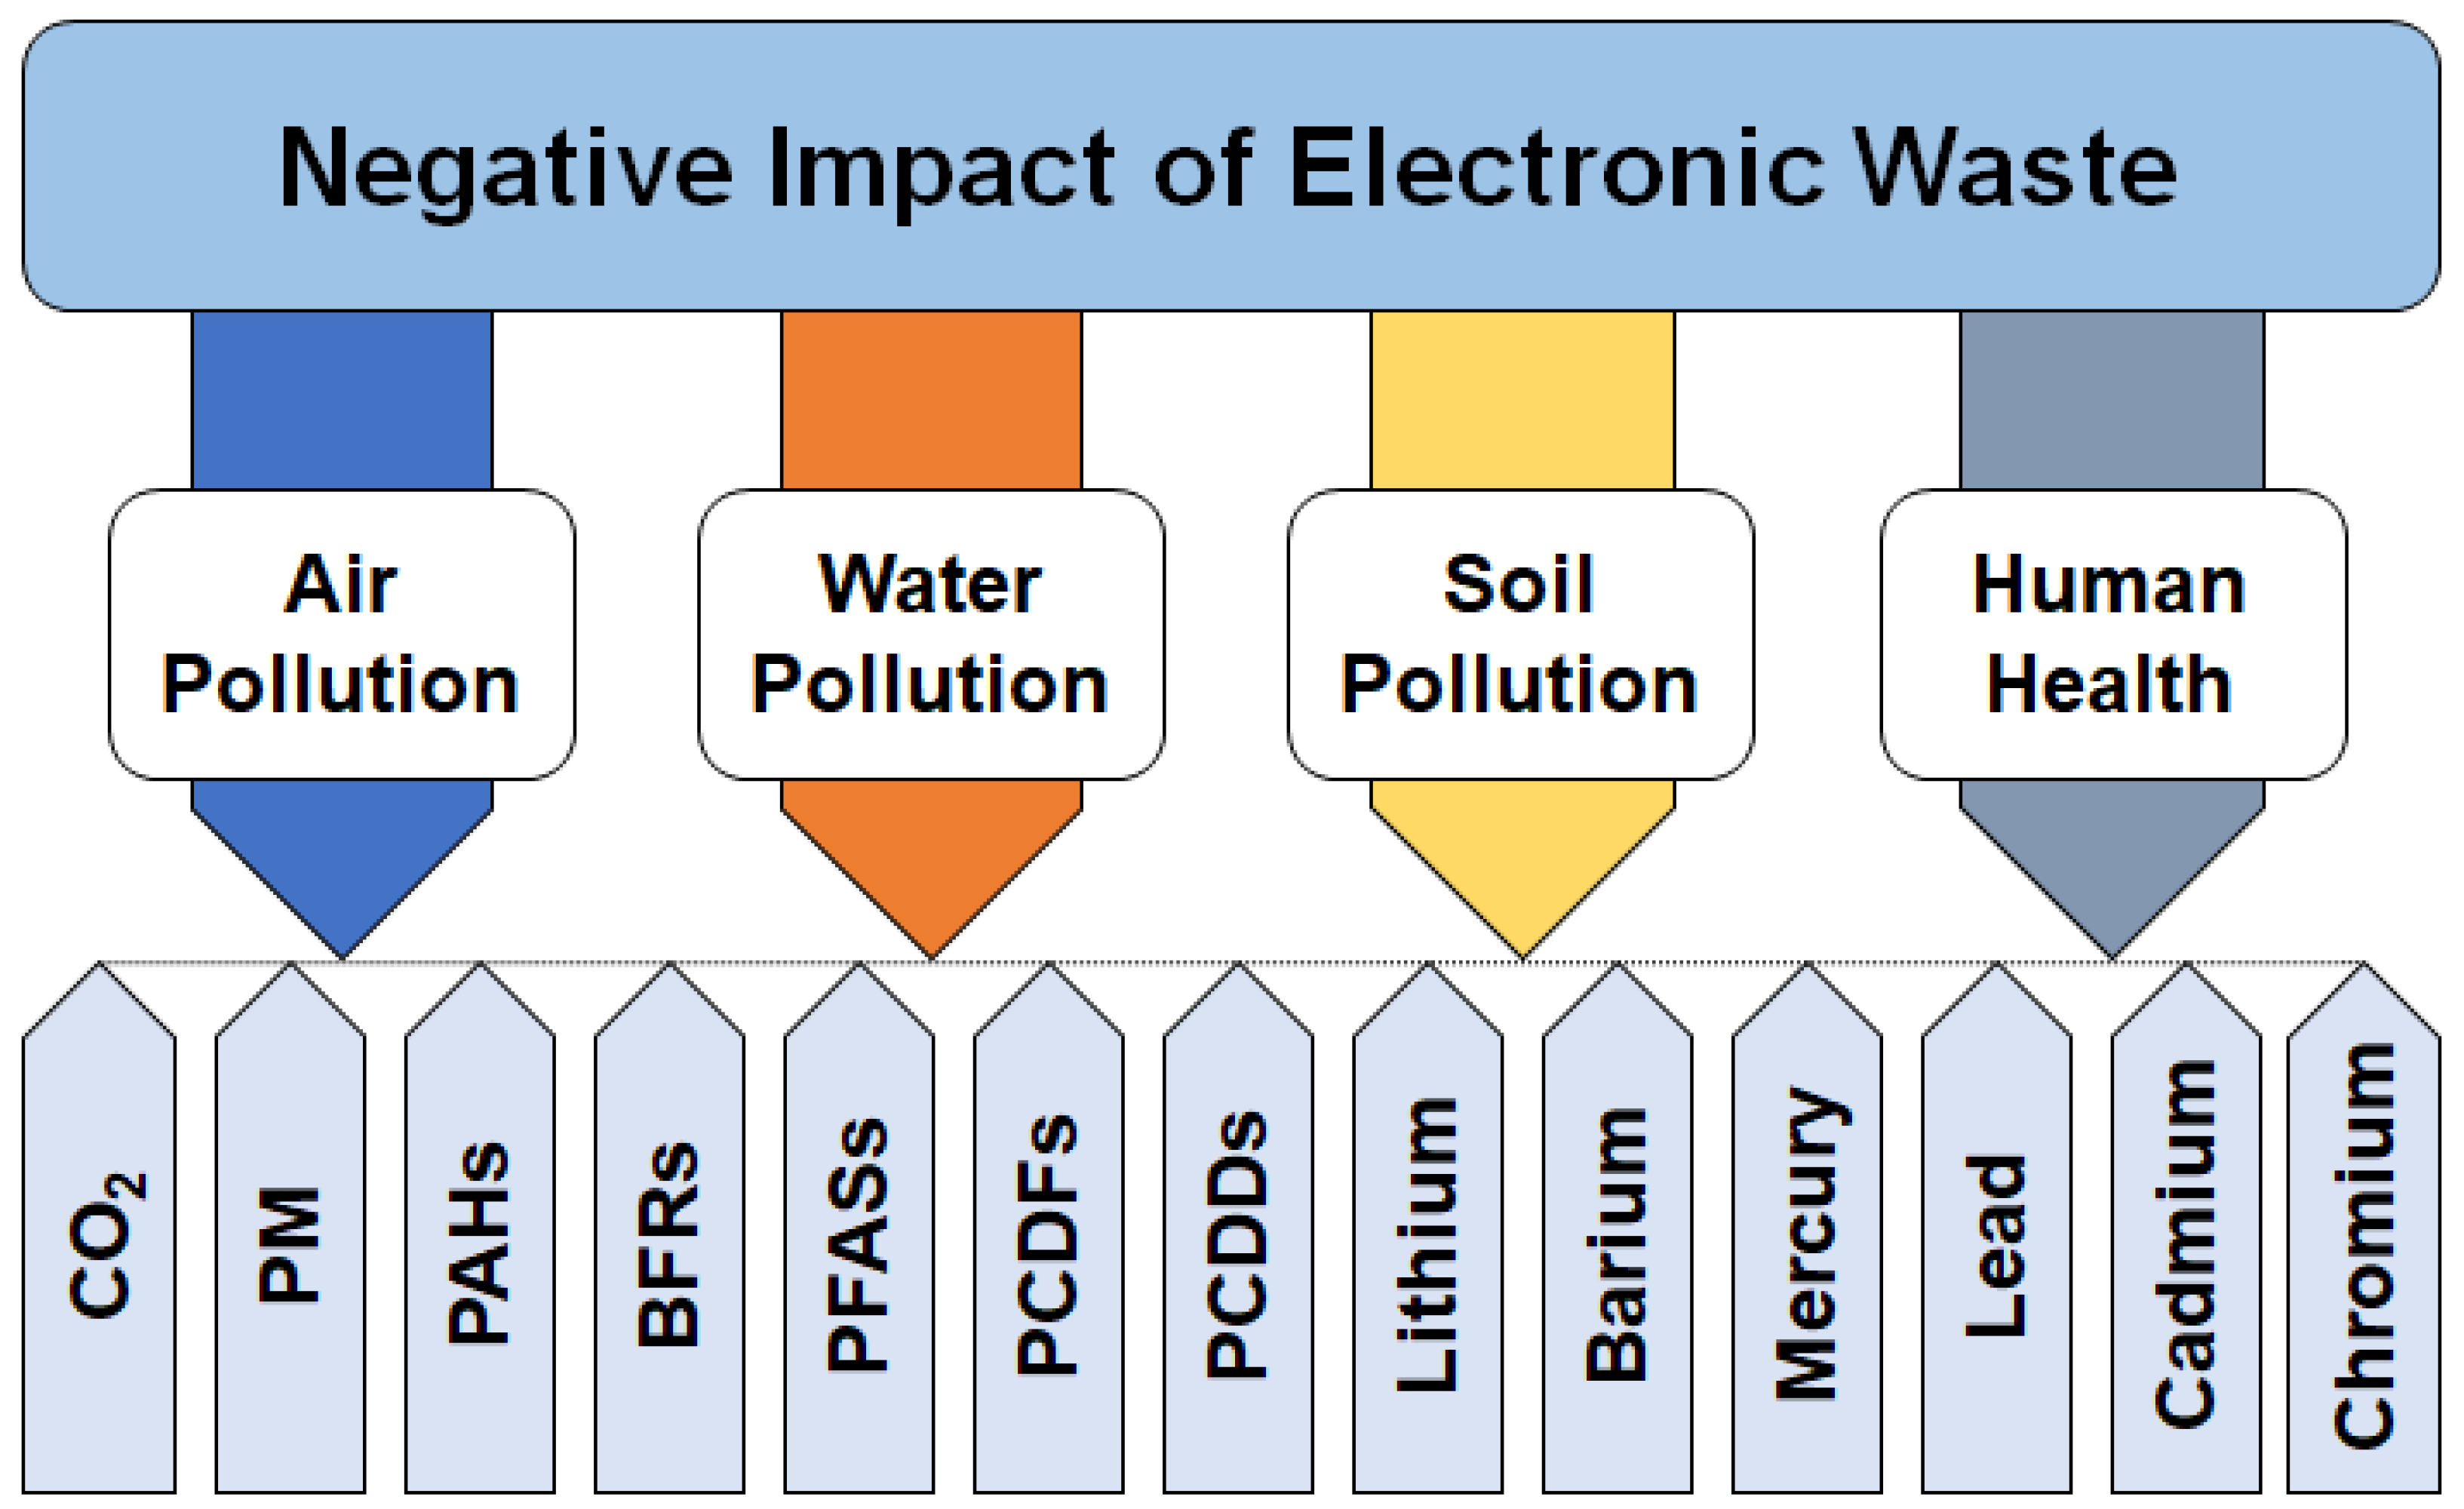 Negative Impact of Electronic Waste
Air
Pollution
Water
Pollution
Soil
Pollution
Human
Health
CO₂
PM
PAHs
BFRs
PFASs
PCDFs
PCDDs
Lithium
Barium
Mercury
Lead
Cadmium
Chromium